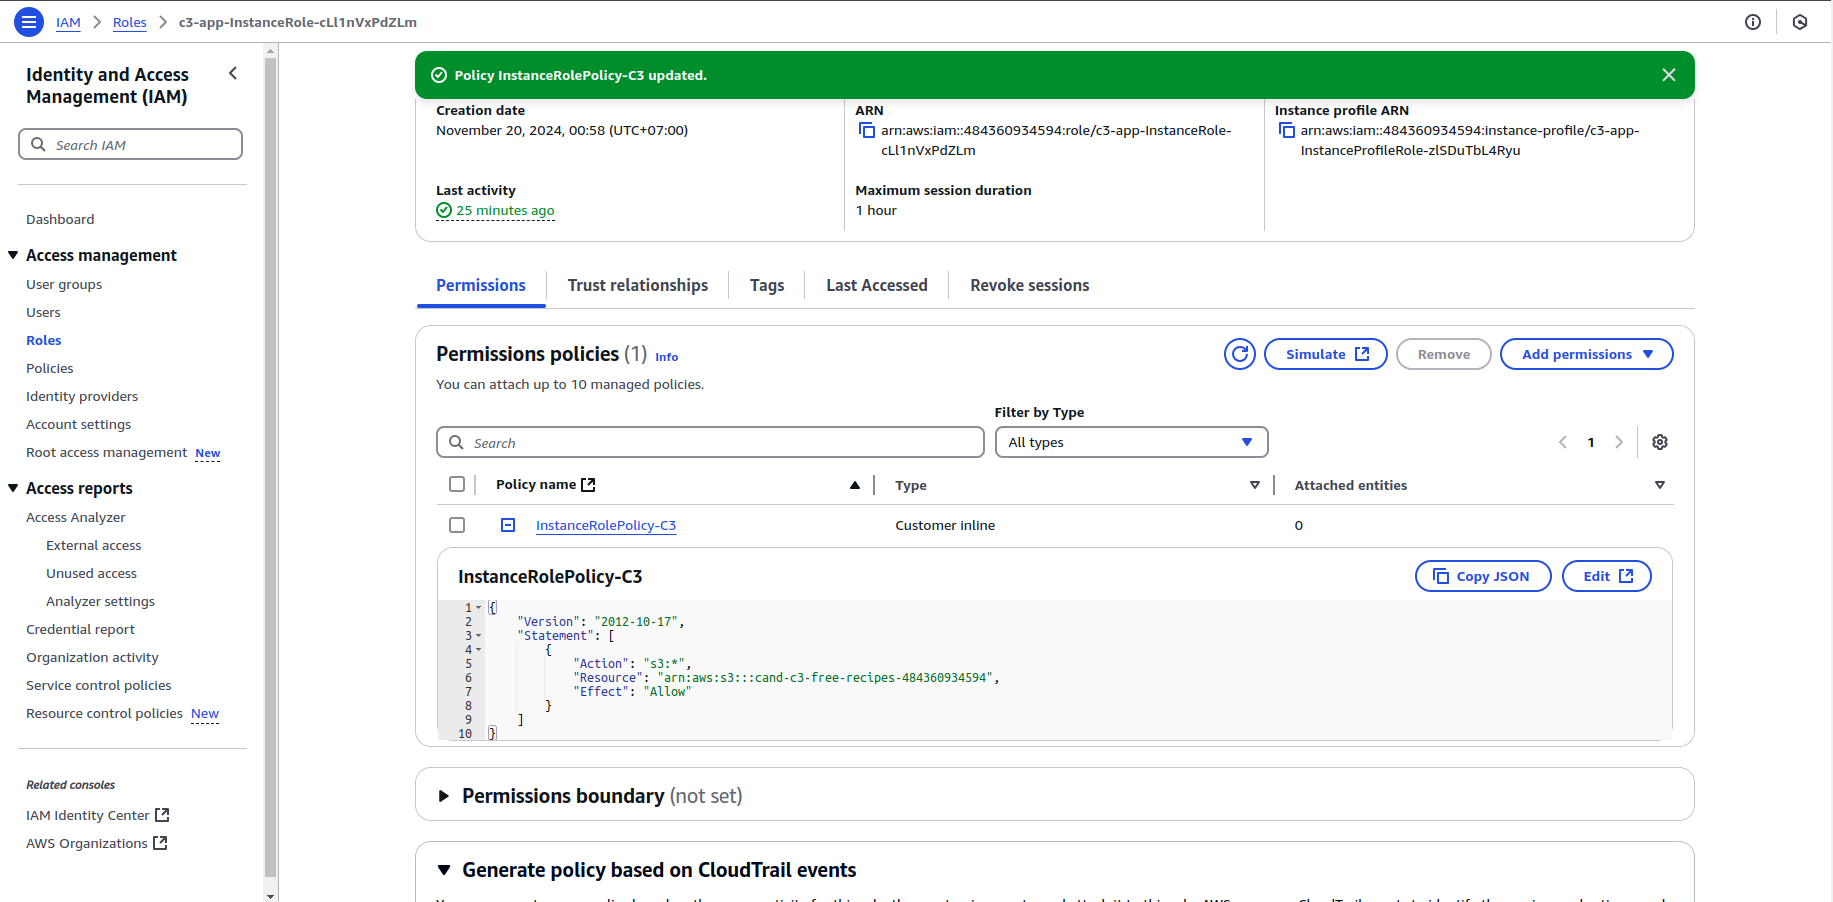 IAM > Roles > c3-app-InstanceRole-cLl1nVxPdZLm
Identity and Access
Management (IAM)
Search IAM
Dashboard
Access management
User groups
Users
Roles
Policies
Identity providers
Account settings
Root access management New
Access reports
Access Analyzer
External access
Unused access
Analyzer settings
Credential report
Organization activity
Service control policies
Resource control policies New
Related consoles
IAM Identity Center
AWS Organizations
Policy InstanceRolePolicy-C3 updated.
Creation date
November 20, 2024, 00:58 (UTC+07:00)
Last activity
25 minutes ago
ARN
arn:aws:iam::484360934594:role/c3-app-InstanceRole-
cLl1nVxPdZLm
Maximum session duration
1 hour
Instance profile ARN
arn:aws:iam::484360934594:instance-profile/c3-app-
InstanceProfileRole-zlSDuTbL4Ryu
Permissions Trust relationships Tags Last Accessed Revoke sessions
Permissions policies (1) Info
Simulate Remove Add permissions
You can attach up to 10 managed policies.
Filter by Type
Search All types 1
Policy name Type Attached entities
InstanceRolePolicy-C3 Customer inline 0
InstanceRolePolicy-C3 Copy JSON Edit
1 {
2 "Version": "2012-10-17",
3 "Statement": [
4 {
5 "Action": "s3:*",
6 "Resource": "arn:aws:s3:::cand-c3-free-recipes-484360934594",
7 "Effect": "Allow"
8 }
9 ]
10 }
Permissions boundary (not set)
Generate policy based on CloudTrail events